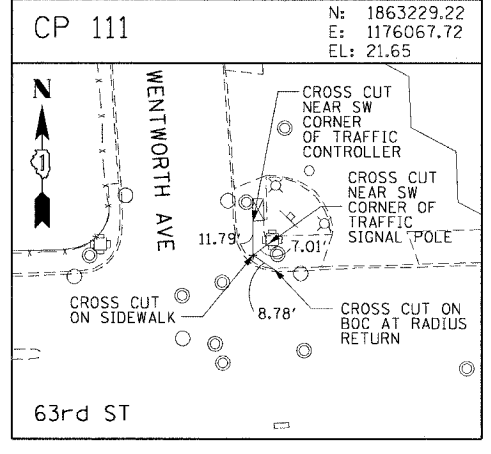 CP 111
N: 1863229.22
E: 1176067.72
EL: 21.65
N
1
WENTWORTH AVE
CROSS CUT
NEAR SW
CORNER
OF TRAFFIC
CONTROLLER
CROSS CUT
NEAR SW
CORNER OF
TRAFFIC
SIGNAL POLE
11.79'
7.01'
CROSS CUT
ON SIDEWALK
8.78'
CROSS CUT ON
BOC AT RADIUS
RETURN
63rd ST